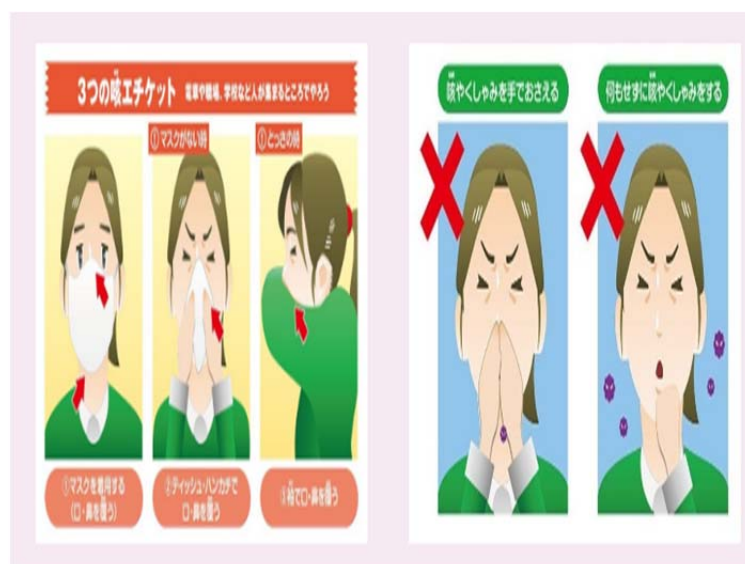 3つの咳エチケット 電車や職場、学校など人が集まるところでやろう
①マスクを着用する
(口・鼻を覆う)
①マスクがない時
②ティッシュ・ハンカチで
口・鼻を覆う
①とっさの時
③袖で口・鼻を覆う
咳やくしゃみを手でおさえる
何もせずに咳やくしゃみをする